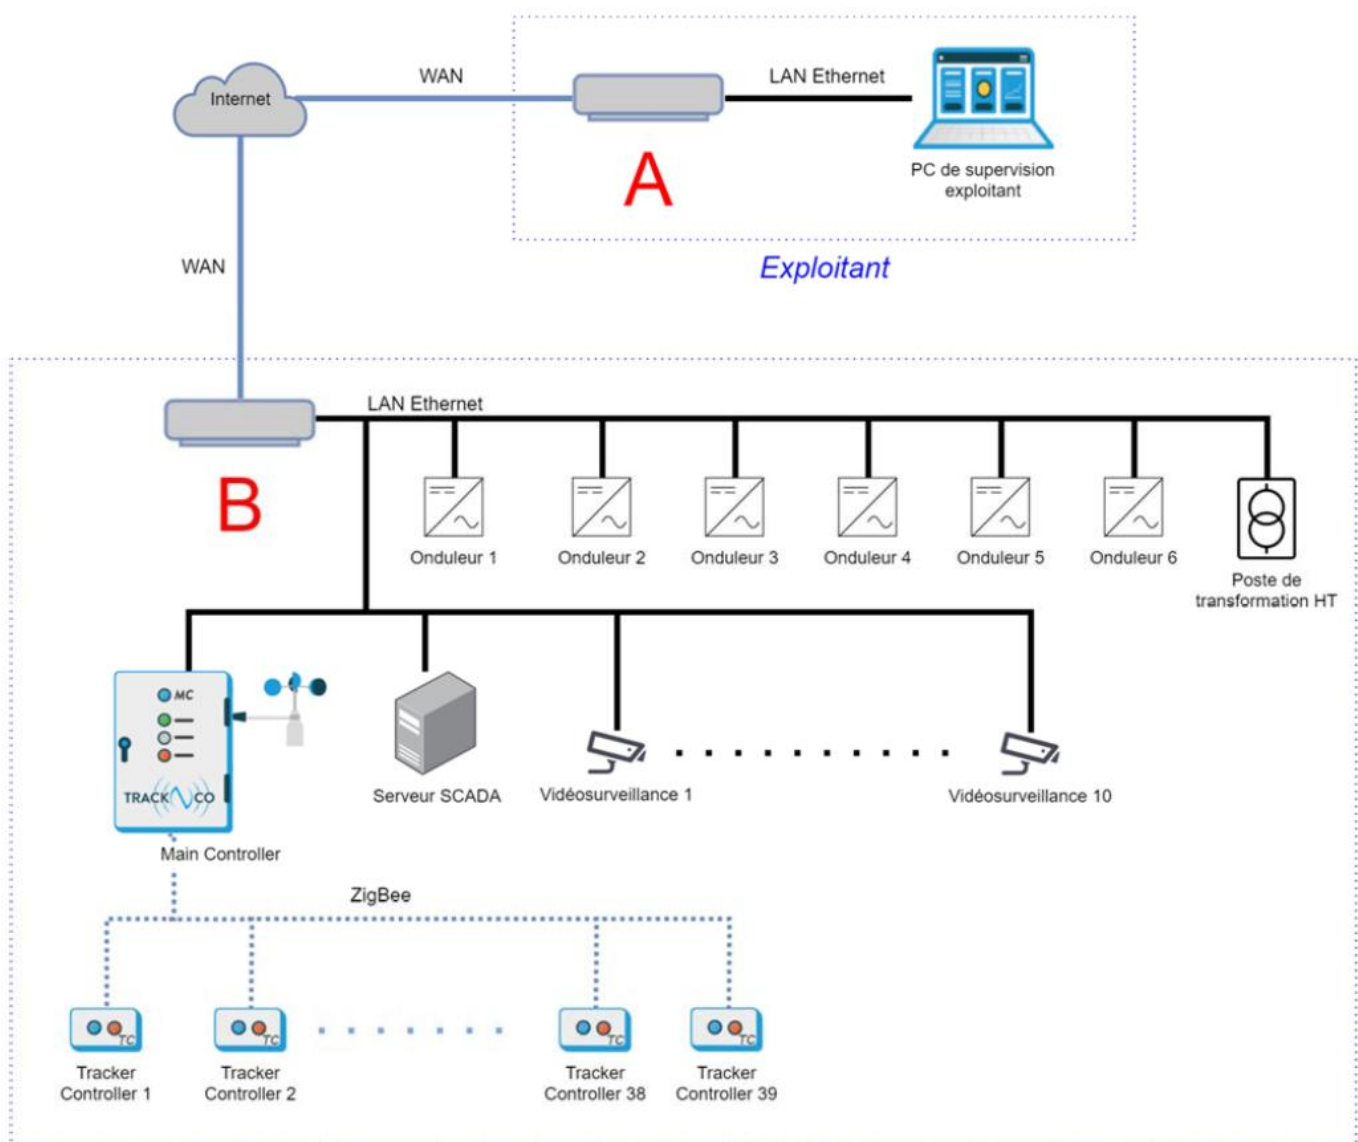 WAN
LAN Ethernet
Internet
A
PC de supervision
exploitant
Exploitant
WAN
LAN Ethernet
B
Onduleur 1
Onduleur 2
Onduleur 3
Onduleur 4
Onduleur 5
Onduleur 6
Poste de
transformation HT
MC
TRACK CO
Main Controller
Serveur SCADA
Vidéosurveillance 1
Vidéosurveillance 10
ZigBee
TC
TC
TC
TC
Tracker
Controller 1
Tracker
Controller 2
Tracker
Controller 38
Tracker
Controller 39